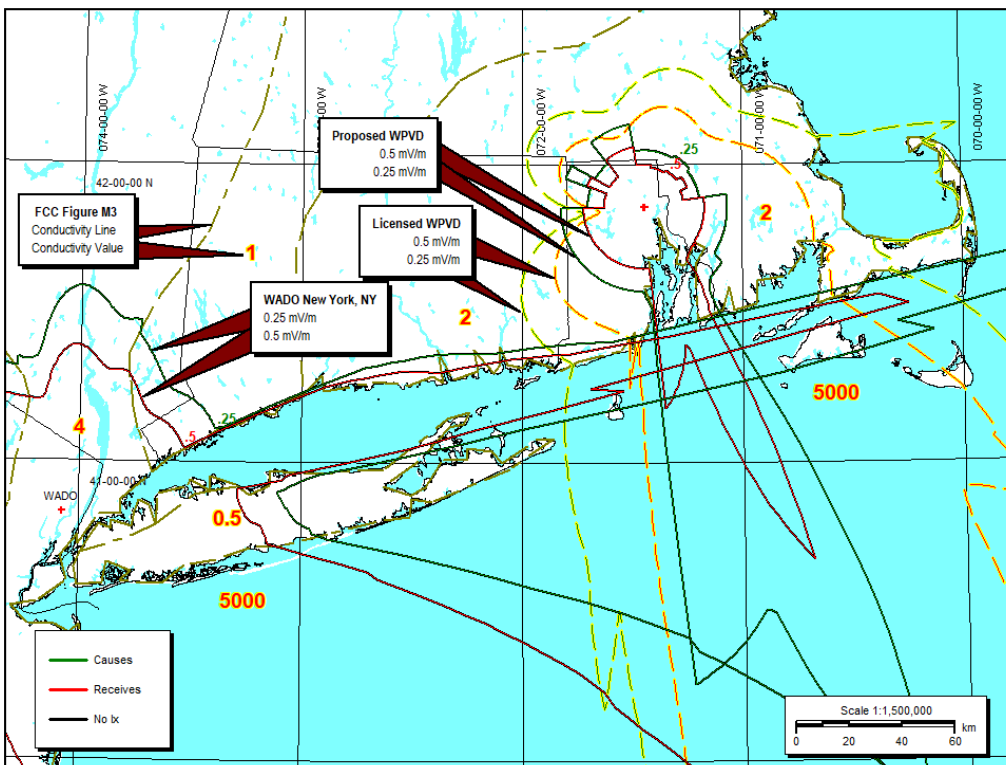 074-00-00 W
00-00 W
072-00-00 W
071-00-00 W
070-00-00 W
Proposed WPVD
0.5 mV/m
0.25 mV/m
.25
.5
42-00-00 N
FCC Figure M3
Conductivity Line
Conductivity Value
Licensed WPVD
0.5 mV/m
0.25 mV/m
2
1
WADO New York, NY
0.25 mV/m
0.5 mV/m
2
5000
4
.25
.5
41-00-00 N
WADO
0.5
5000
Causes
Receives
No Ix
Scale 1:1,500,000
km
0 20 40 60